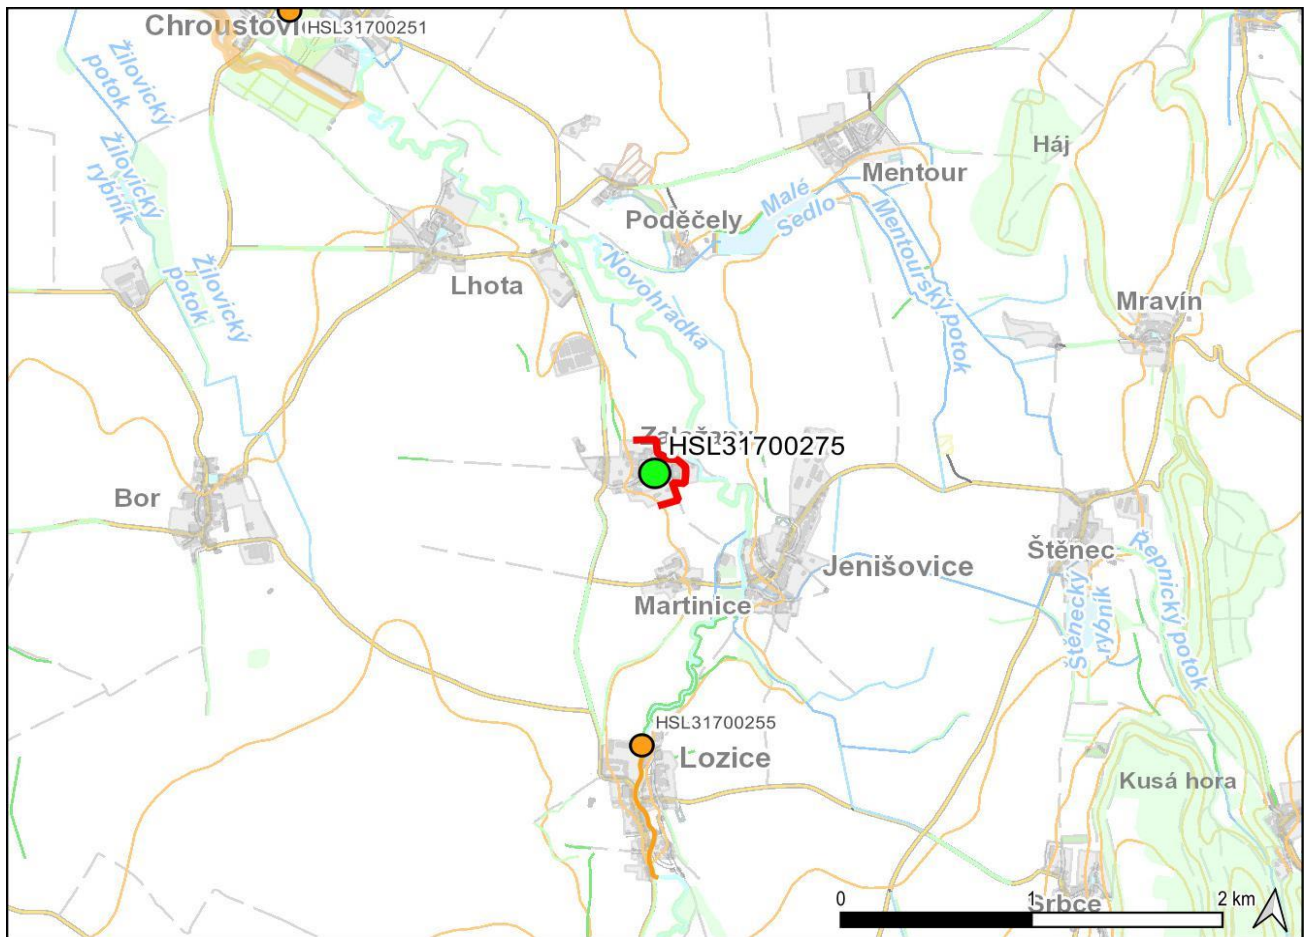 Chroustovi
HSL31700251
Žilovický
potok
Žilovický
rybník
Žilovický
potok
Háj
Mentour
Malé
Sedlo
Poděčely
Mentourský potok
Novohradka
Lhota
Mravín
HSL31700275
Bor
Štěnec
Řepnický potok
Jenišovice
Martinice
Štěnecký
rybník
HSL31700255
Lozice
Kusá hora
Srbce
0 1 2 km